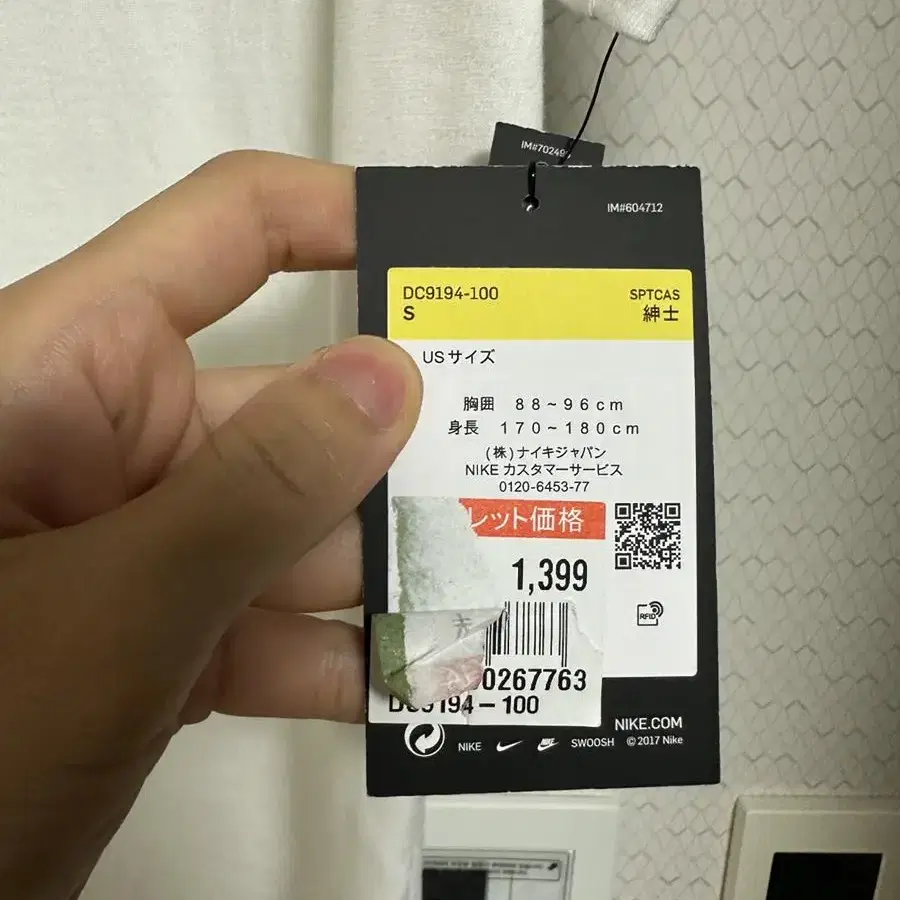 IM#70249
IM#604712
DC9194-100 SPTCAS
S 紳士
USサイズ
胸囲 88~96cm
身長 170~180cm
(株)ナイキジャパン
NIKE カスタマーサービス
0120-6453-77
レット価格
1,399
RFID
0267763
194-100
NIKE.COM
NIKE SWOOSH ©2017 Nike